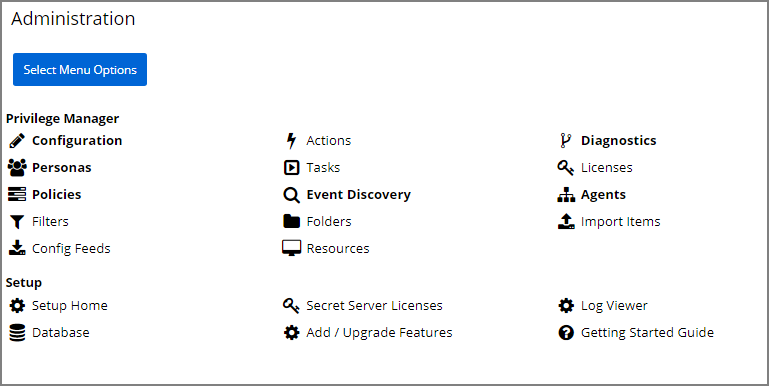 Administration
Select Menu Options
Privilege Manager
Configuration Actions Diagnostics
Personas Tasks Licenses
Policies Event Discovery Agents
Filters Folders Import Items
Config Feeds Resources
Setup
Setup Home Secret Server Licenses Log Viewer
Database Add / Upgrade Features Getting Started Guide